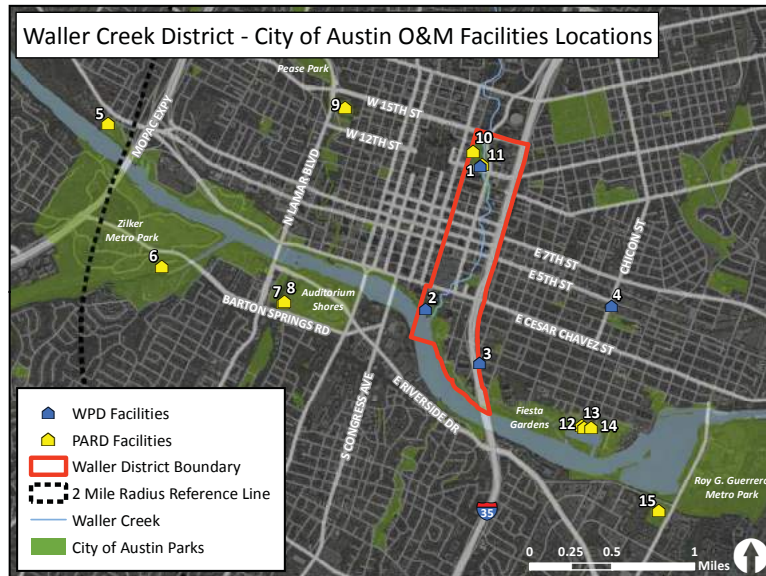 Waller Creek District - City of Austin O&M Facilities Locations
Pease Park
5
MOPAC EXPY
9
W 15TH ST
W 12TH ST
10
11
1
N LAMAR BLVD
Zilker
Metro Park
6
7
8
Auditorium
Shores
BARTON SPRINGS RD
2
E 7TH ST
E 5TH ST
CHICON ST
4
E CESAR CHAVEZ ST
3
S CONGRESS AVE
E RIVERSIDE DR
Fiesta
Gardens
12
13
14
Roy G. Guerrero
Metro Park
15
35
WPD Facilities
PARD Facilities
Waller District Boundary
2 Mile Radius Reference Line
Waller Creek
City of Austin Parks
0 0.25 0.5 1
Miles